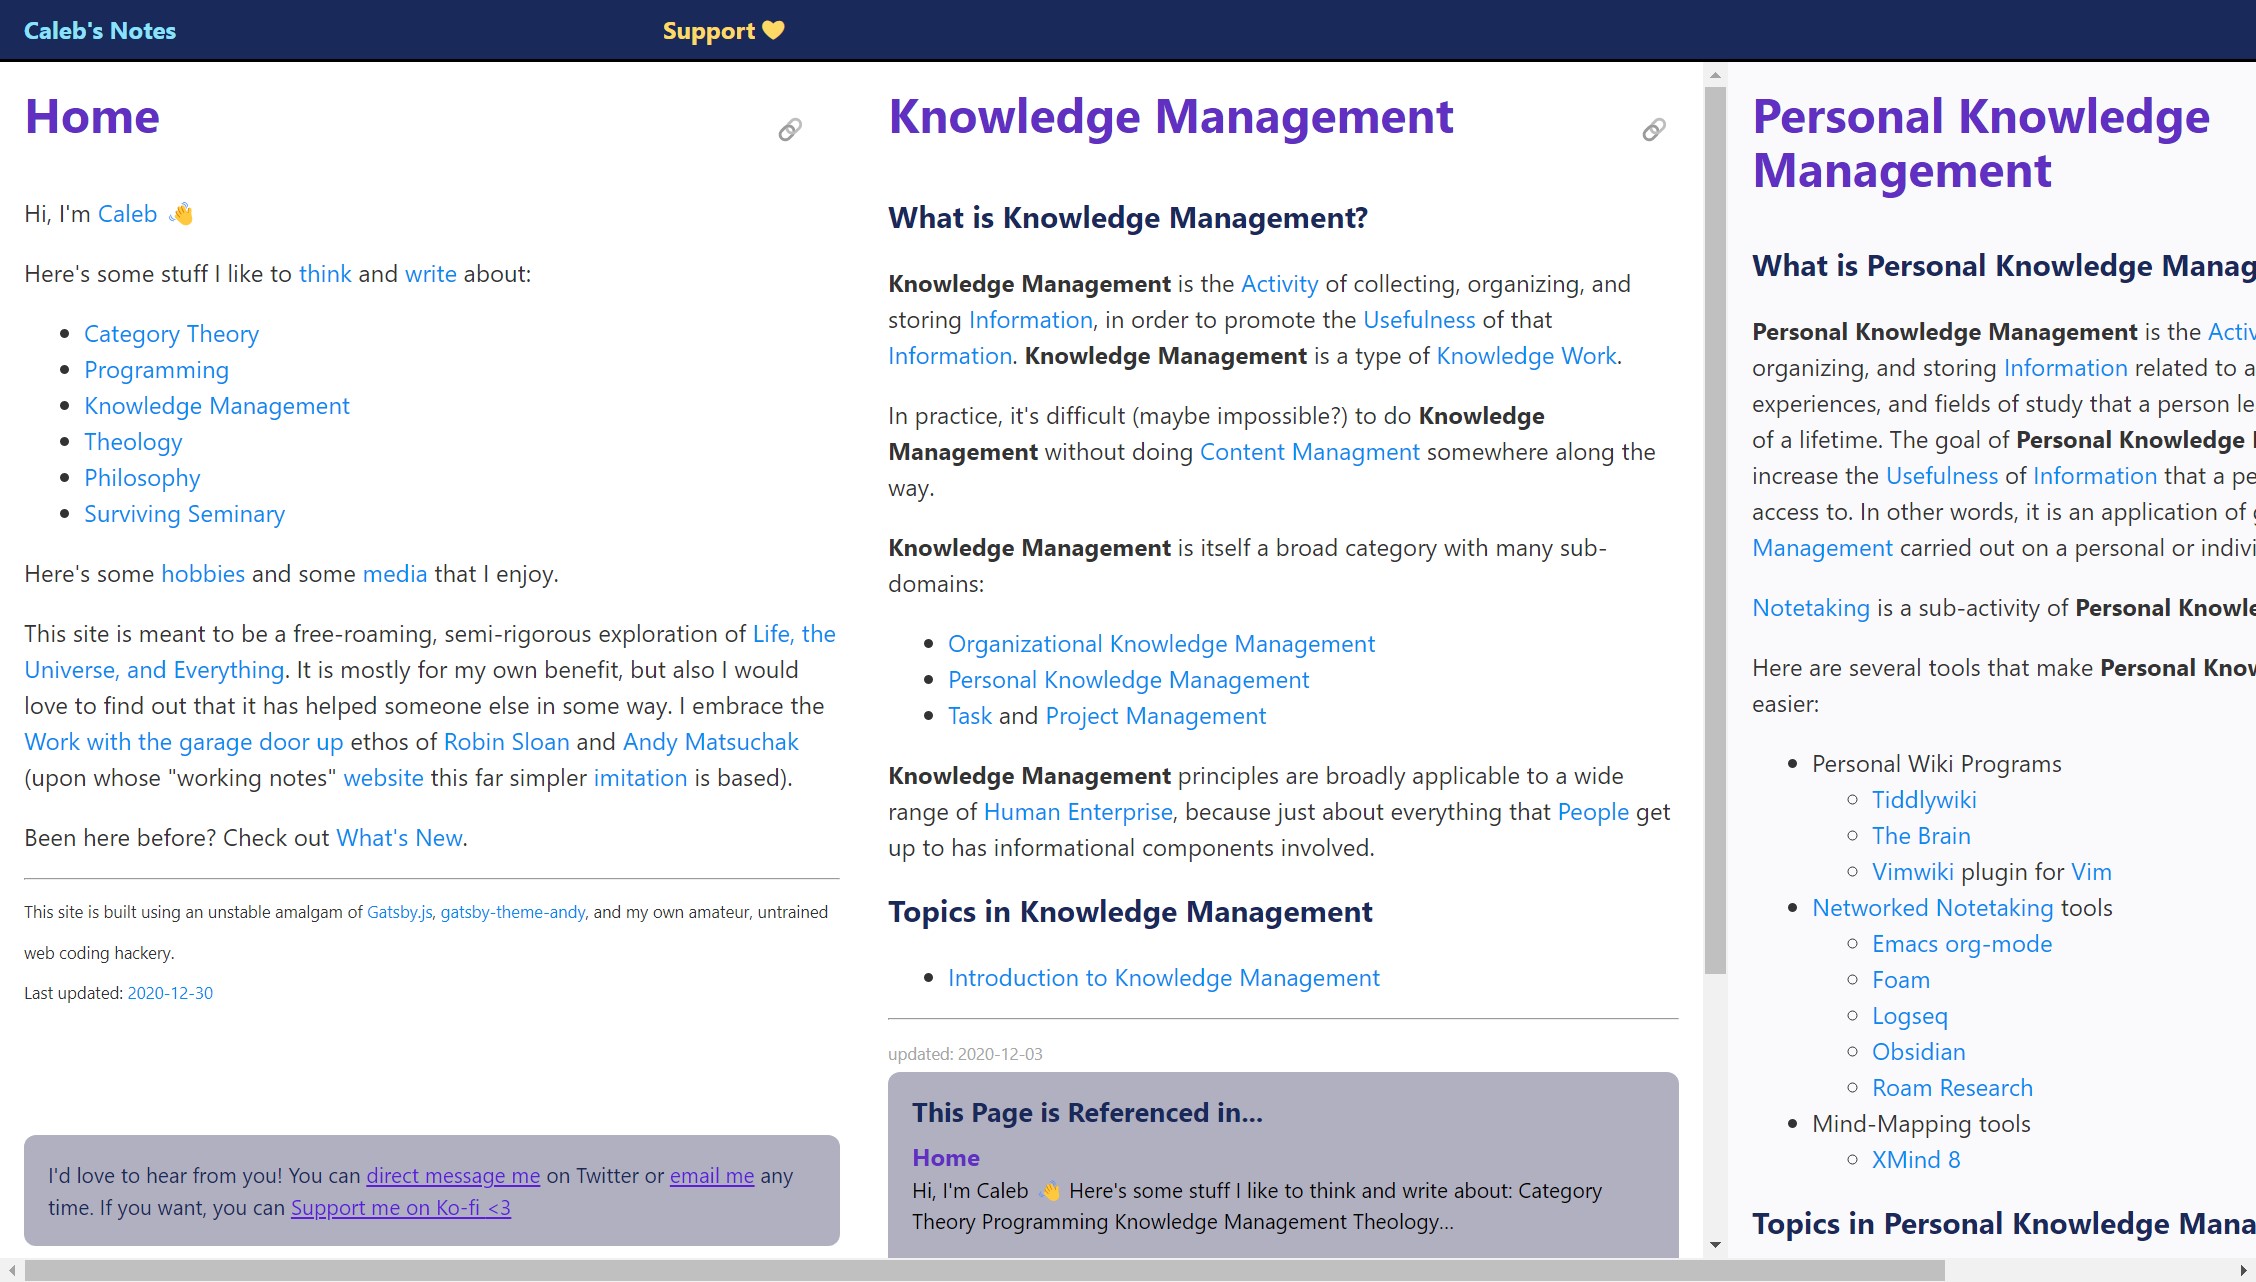 Caleb's Notes
Support 💛
Home
Hi, I'm Caleb 👋
Here's some stuff I like to think and write about:
Category Theory
Programming
Knowledge Management
Theology
Philosophy
Surviving Seminary
Here's some hobbies and some media that I enjoy.
This site is meant to be a free-roaming, semi-rigorous exploration of Life, the
Universe, and Everything. It is mostly for my own benefit, but also I would
love to find out that it has helped someone else in some way. I embrace the
Work with the garage door up ethos of Robin Sloan and Andy Matsuchak
(upon whose "working notes" website this far simpler imitation is based).
Been here before? Check out What's New.
This site is built using an unstable amalgam of Gatsby.js, gatsby-theme-andy, and my own amateur, untrained
web coding hackery.
Last updated: 2020-12-30
I'd love to hear from you! You can direct message me on Twitter or email me any
time. If you want, you can Support me on Ko-fi <3
Knowledge Management
What is Knowledge Management?
Knowledge Management is the Activity of collecting, organizing, and
storing Information, in order to promote the Usefulness of that
Information. Knowledge Management is a type of Knowledge Work.
In practice, it's difficult (maybe impossible?) to do Knowledge
Management without doing Content Managment somewhere along the
way.
Knowledge Management is itself a broad category with many sub-
domains:
Organizational Knowledge Management
Personal Knowledge Management
Task and Project Management
Knowledge Management principles are broadly applicable to a wide
range of Human Enterprise, because just about everything that People get
up to has informational components involved.
Topics in Knowledge Management
Introduction to Knowledge Management
updated: 2020-12-03
This Page is Referenced in...
Home
Hi, I'm Caleb 👋 Here's some stuff I like to think and write about: Category
Theory Programming Knowledge Management Theology...
Personal Knowledge
Management
What is Personal Knowledge Manag
Personal Knowledge Management is the Activ
organizing, and storing Information related to a
experiences, and fields of study that a person le
of a lifetime. The goal of Personal Knowledge
increase the Usefulness of Information that a pe
access to. In other words, it is an application of
Management carried out on a personal or indivi
Notetaking is a sub-activity of Personal Knowle
Here are several tools that make Personal Know
easier:
Personal Wiki Programs
Tiddlywiki
The Brain
Vimwiki plugin for Vim
Networked Notetaking tools
Emacs org-mode
Foam
Logseq
Obsidian
Roam Research
Mind-Mapping tools
XMind 8
Topics in Personal Knowledge Mana